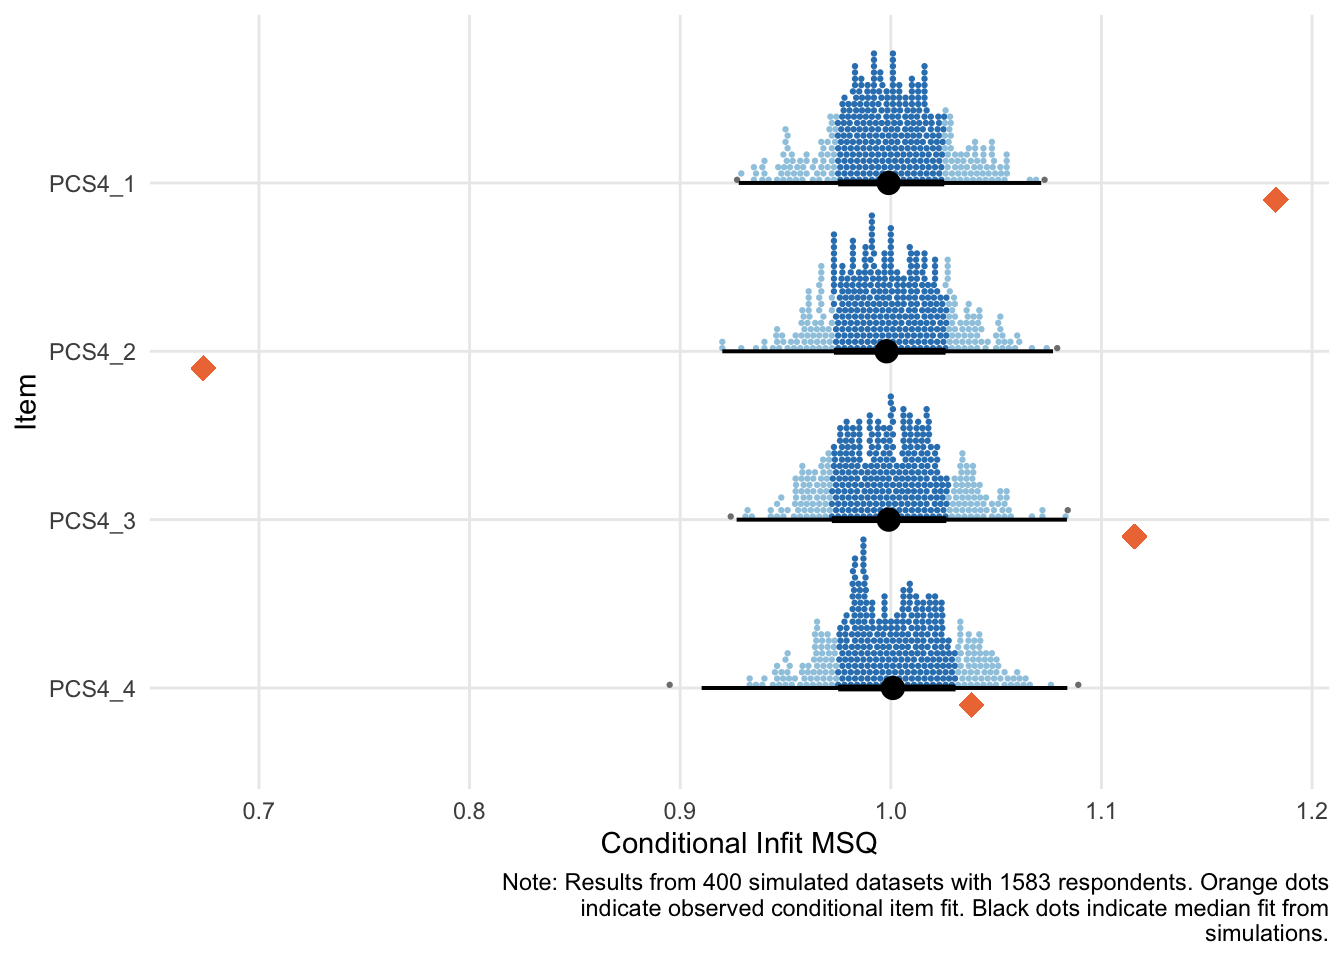 PCS4_1
PCS4_2
Item
PCS4_3
PCS4_4
0.7 0.8 0.9 1.0 1.1 1.2
Conditional Infit MSQ
Note: Results from 400 simulated datasets with 1583 respondents. Orange dots
indicate observed conditional item fit. Black dots indicate median fit from
simulations.